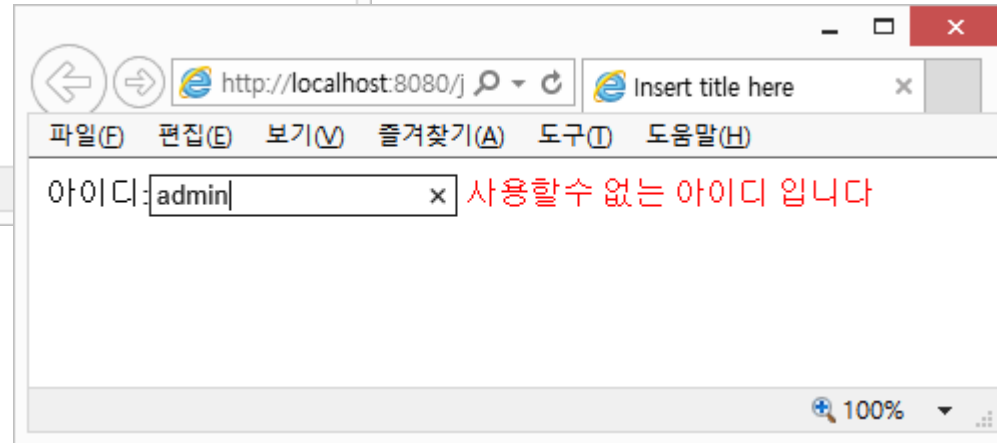 http://localhost:8080/j
Insert title here
파일(F) 편집(E) 보기(V) 즐겨찾기(A) 도구(T) 도움말(H)
아이디:admin 사용할수 없는 아이디 입니다
100%